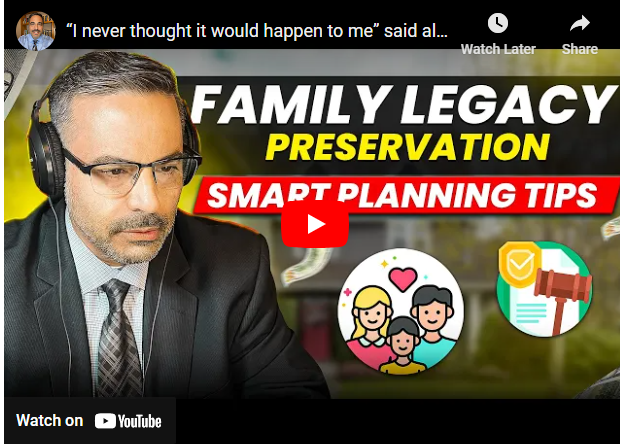 “I never thought it would happen to me” said al...
Watch Later
Share
FAMILY LEGACY
PRESERVATION
SMART PLANNING TIPS
Watch on YouTube